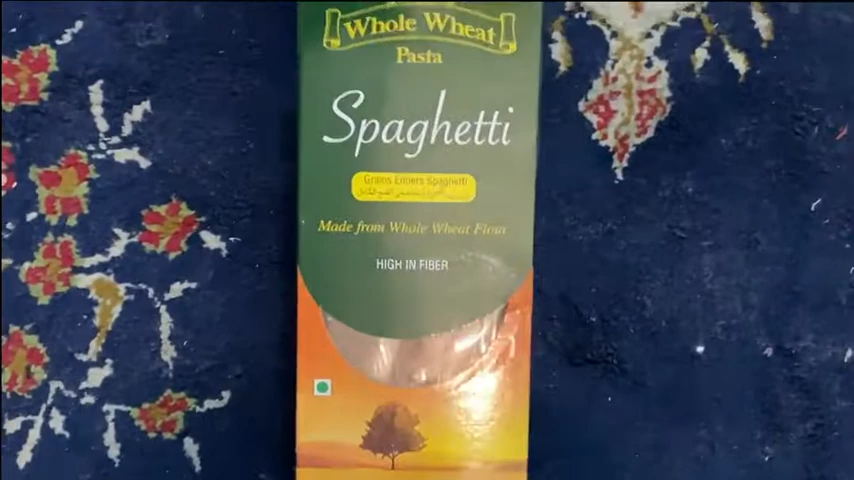 Whole Wheat
Pasta
Spaghetti
Grains Entiers Spaghetti
Made from Whole Wheat Flour
HIGH IN FIBER